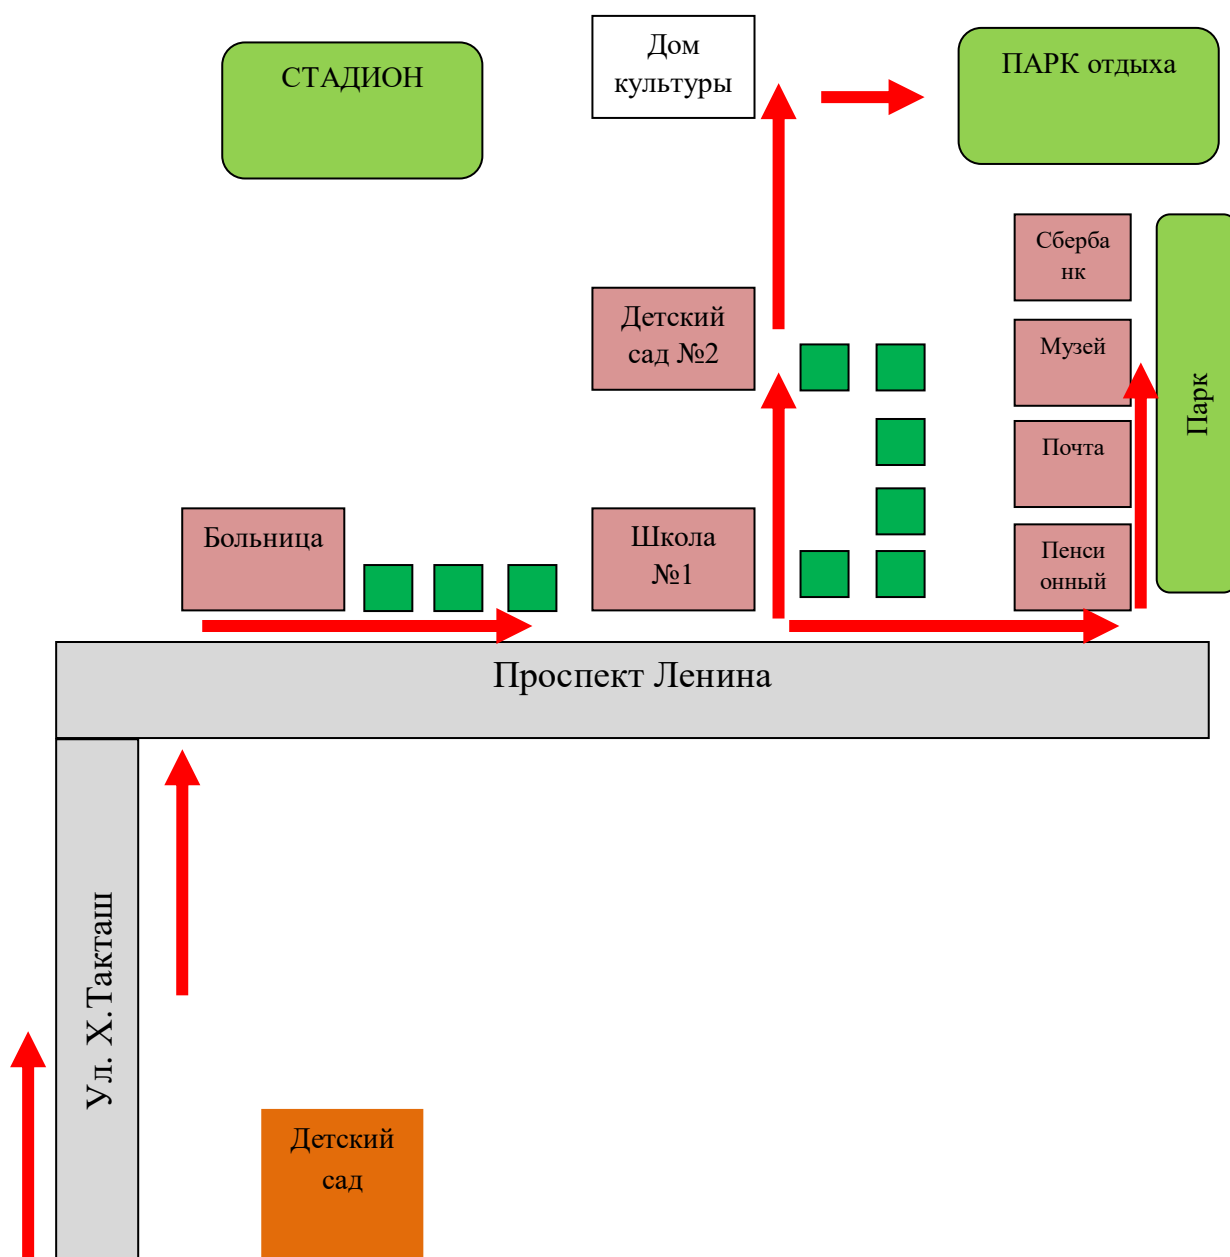 СТАДИОН
Дом
культуры
ПАРК отдыха
Сберба
нк
Детский
сад №2
Музей
Парк
Почта
Больница
Школа
№1
Пенси
онный
Проспект Ленина
Ул. Х.Такташ
Детский
сад